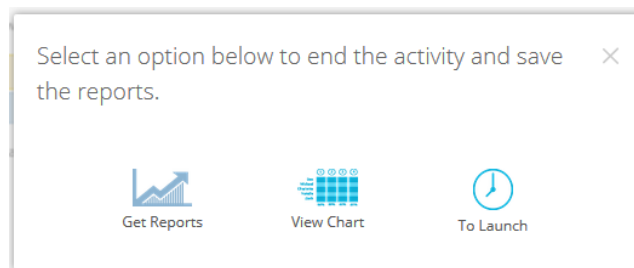 Select an option below to end the activity and save
the reports.
Get Reports
View Chart
To Launch